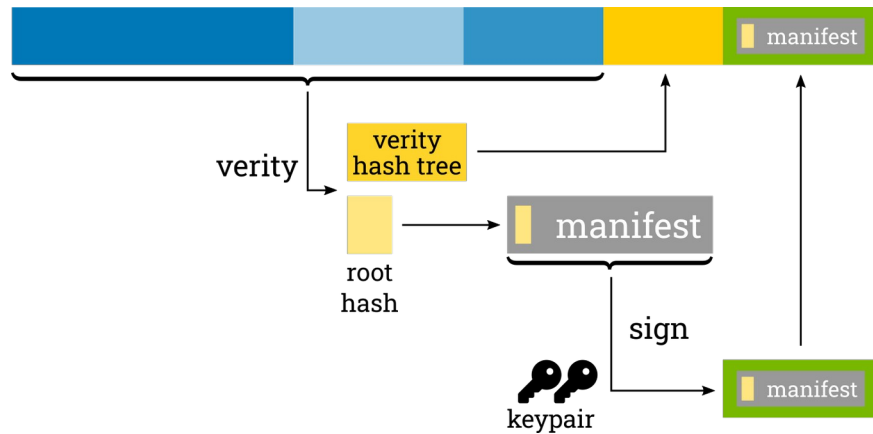 manifest
verity
verity
hash tree
manifest
root
hash
sign
keypair
manifest